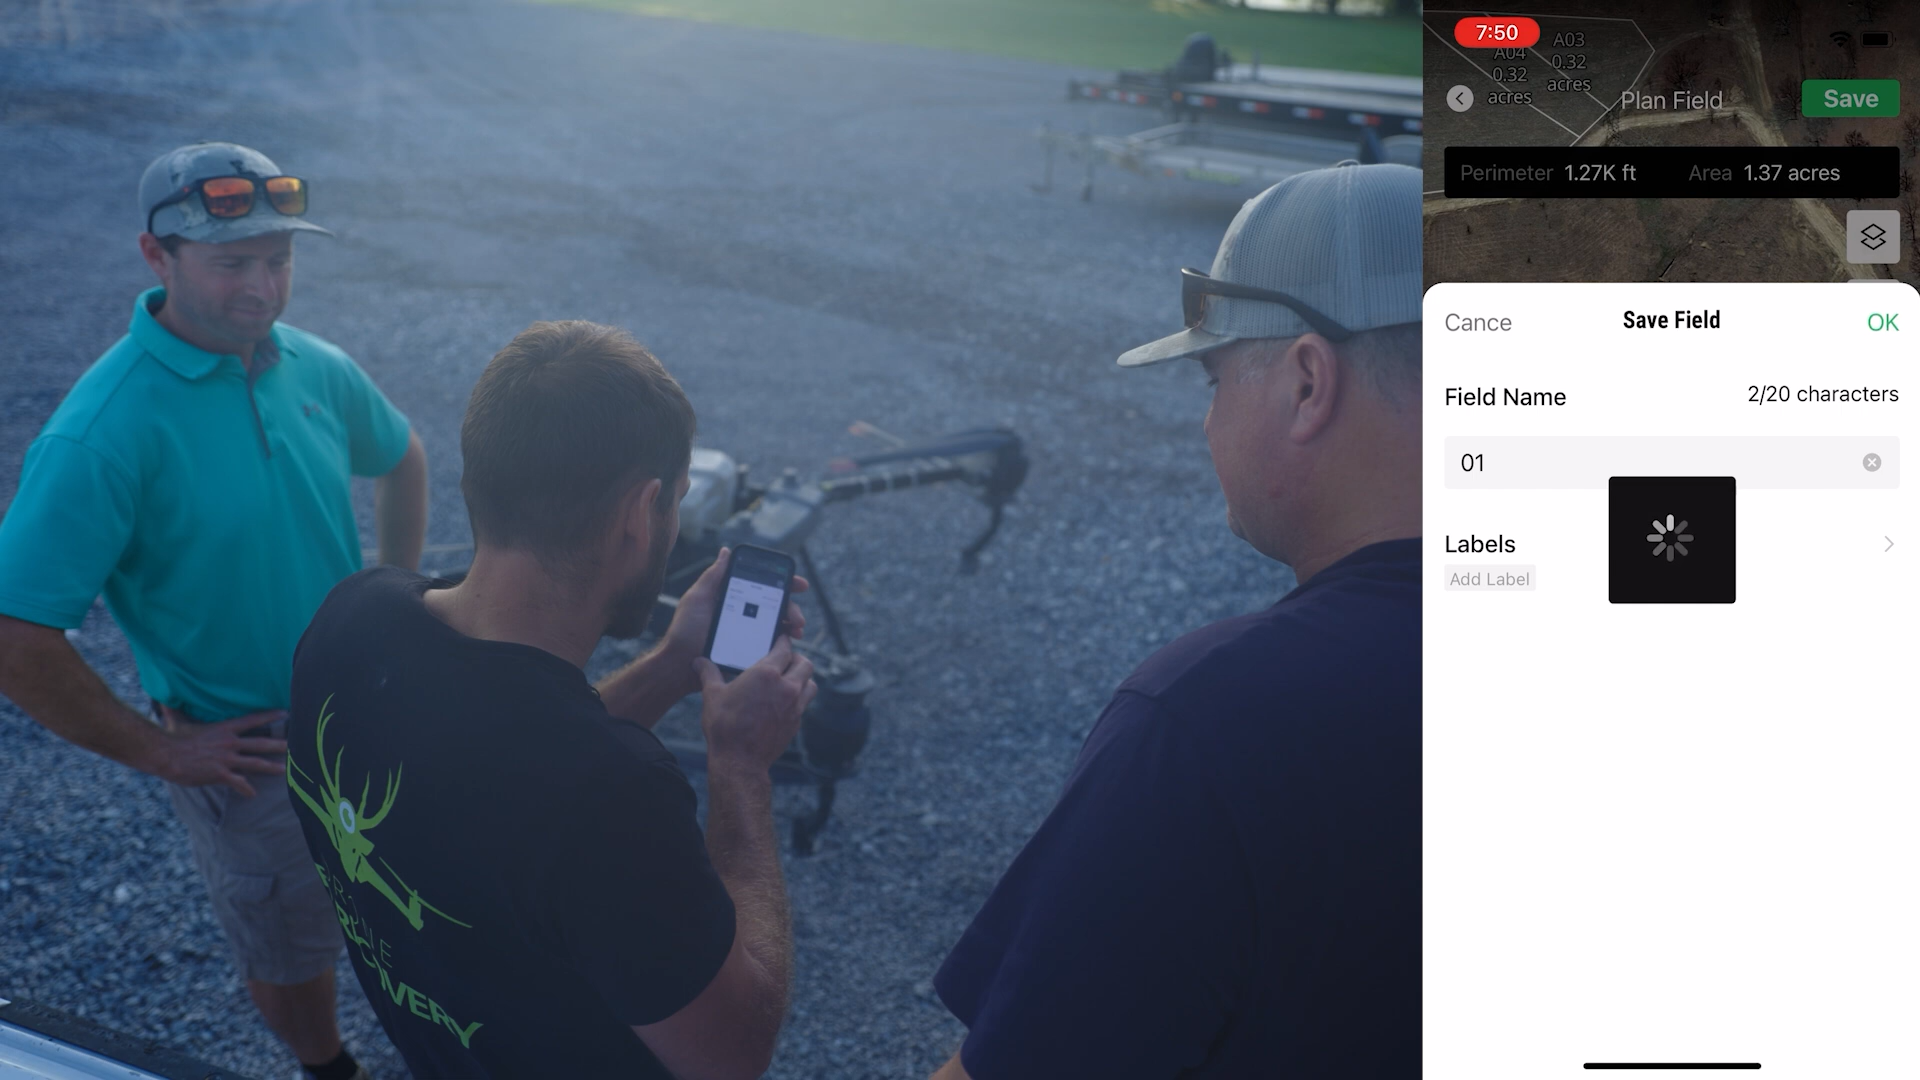 7:50
A04
0.32
acres
A03
0.32
acres
Plan Field
Save
Perimeter 1.27K ft
Area 1.37 acres
Cance
Save Field
OK
Field Name
2/20 characters
01
Labels
Add Label